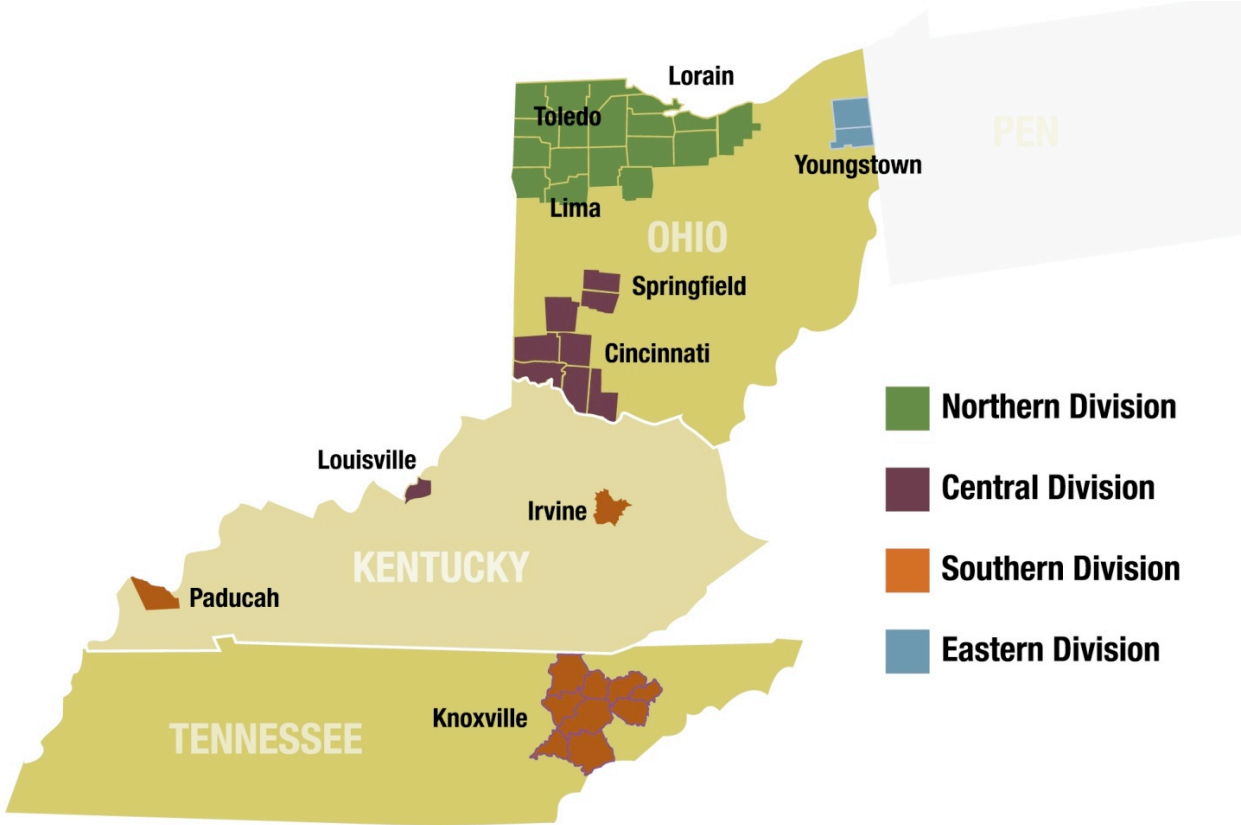 Lorain
Toledo
PEN
Youngstown
Lima
OHIO
Springfield
Cincinnati
Northern Division
Louisville
Central Division
Irvine
KENTUCKY
Southern Division
Paducah
Eastern Division
Knoxville
TENNESSEE